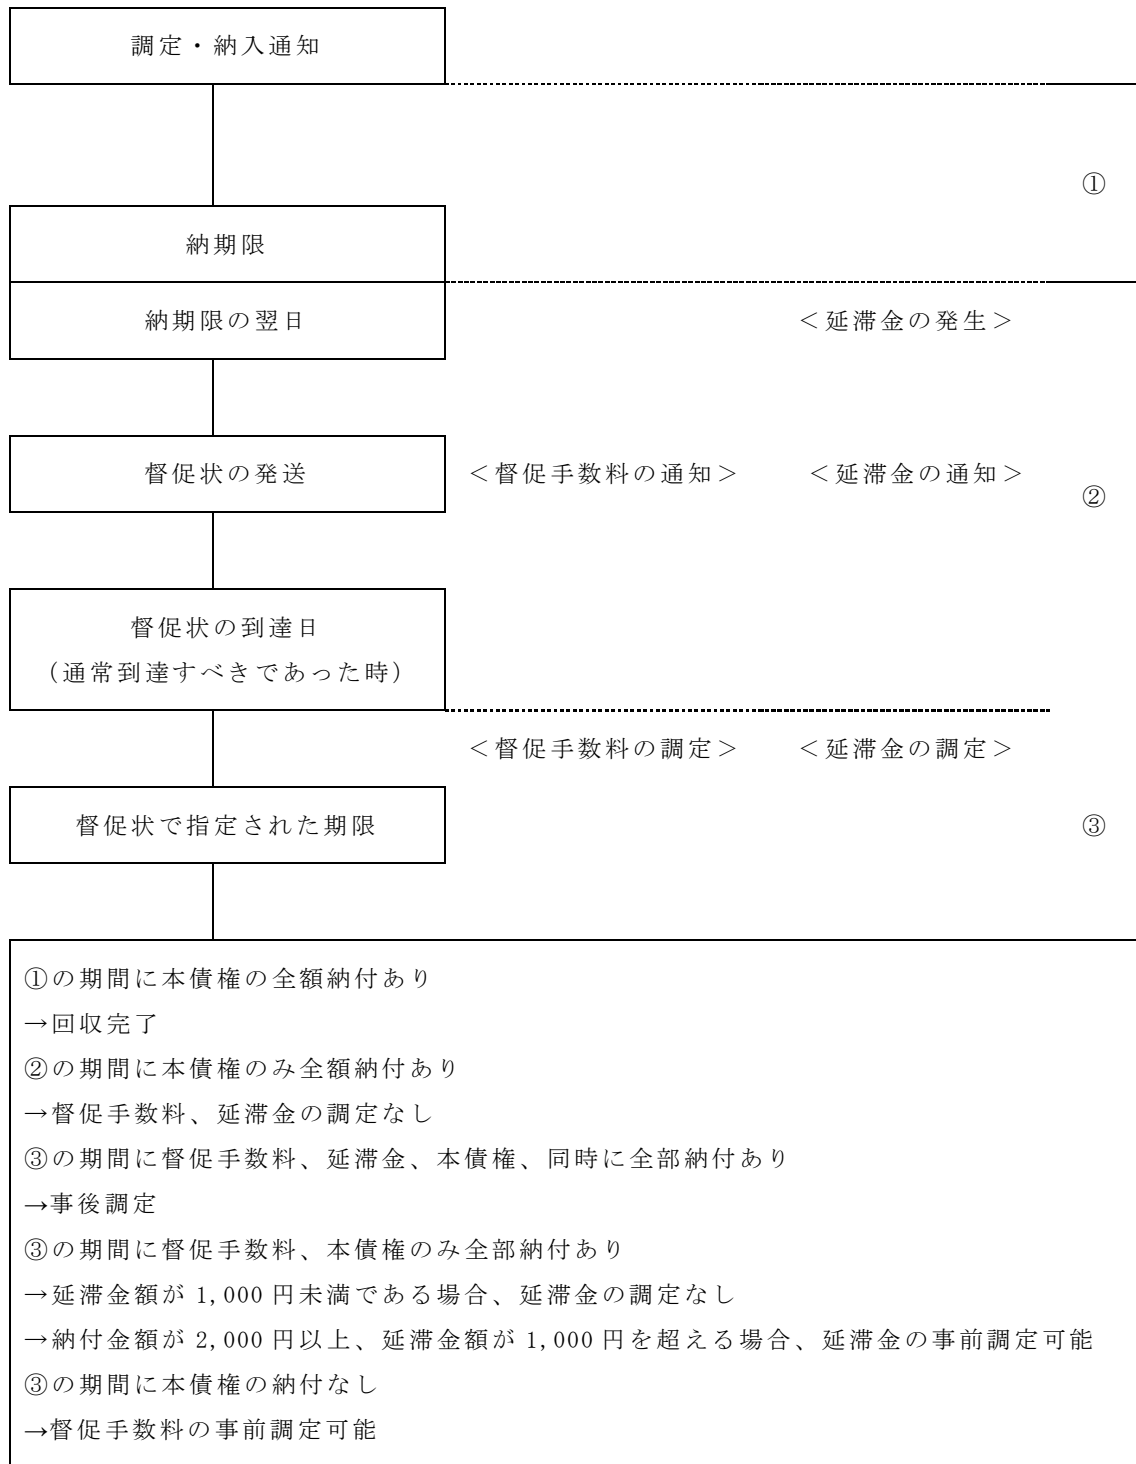 調定・納入通知
①
納期限
納期限の翌日
＜延滞金の発生＞
督促状の発送
＜督促手数料の通知＞
＜延滞金の通知＞
②
督促状の到達日
（通常到達すべきであった時）
＜督促手数料の調定＞
＜延滞金の調定＞
督促状で指定された期限
③
①の期間に本債権の全額納付あり
→回収完了
②の期間に本債権のみ全額納付あり
→督促手数料、延滞金の調定なし
③の期間に督促手数料、延滞金、本債権、同時に全部納付あり
→事後調定
③の期間に督促手数料、本債権のみ全部納付あり
→延滞金額が 1,000 円未満である場合、延滞金の調定なし
→納付金額が 2,000 円以上、延滞金額が 1,000 円を超える場合、延滞金の事前調定可能
③の期間に本債権の納付なし
→督促手数料の事前調定可能